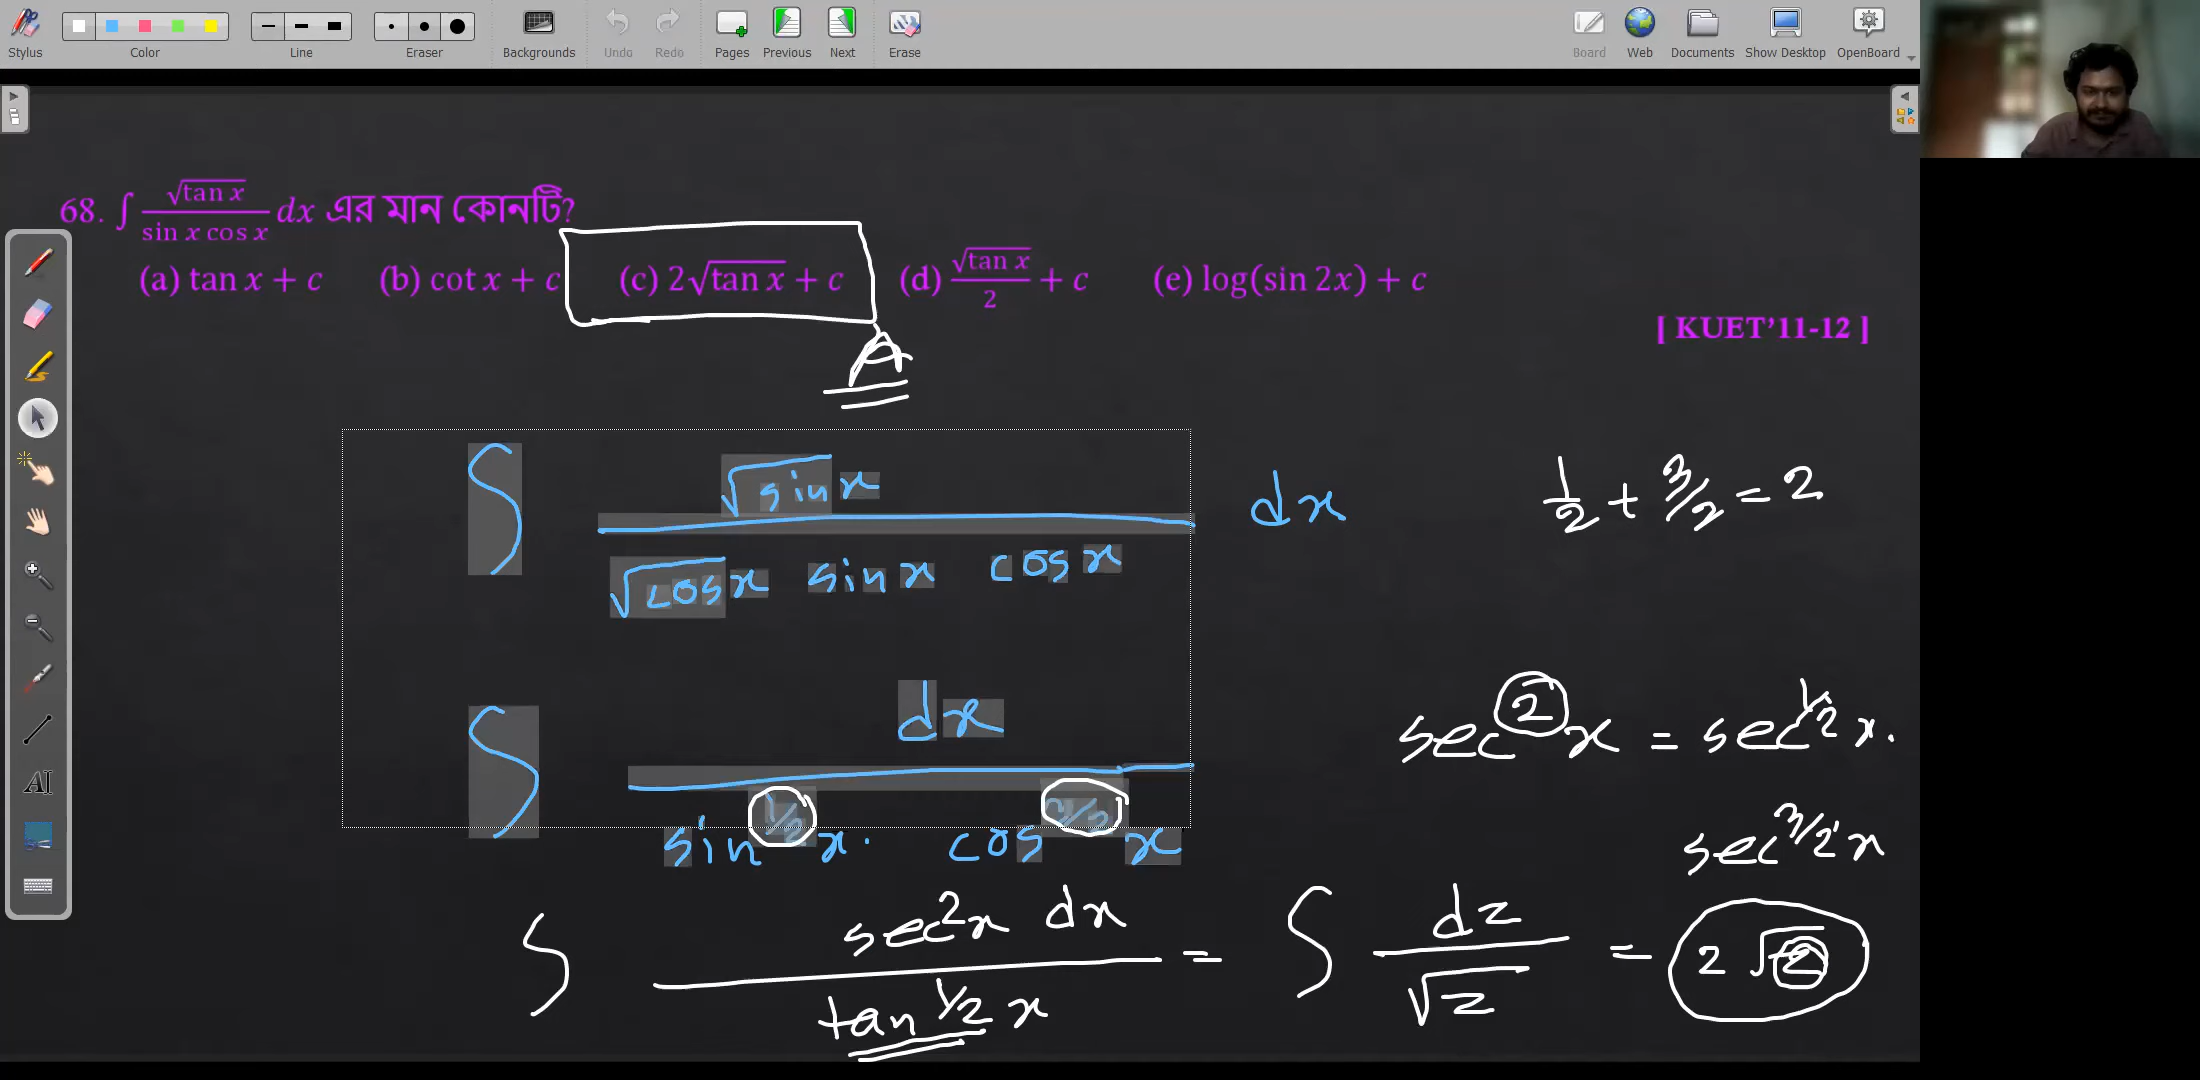 Stylus Color Line Eraser Backgrounds Undo Redo Pages Previous Next Erase Board Web Documents Show Desktop OpenBoard
68. ∫ √tan x / sin x cos x dx এর মান কোনটি?
(a) tan x + c (b) cot x + c (c) 2√tan x + c (d) √tan x / 2 + c (e) log(sin 2x) + c
[ KUET'11-12 ]
A
∫ √sin x / √cos x sin x cos x dx
1/2 + 3/2 = 2
∫ dx / sin^1/2 x. cos^3/2 x
sec^2 x = sec^1/2 x.
sec^3/2 x
∫ sec^2 x dx / tan^1/2 x = ∫ dz / √z = 2√z
AI